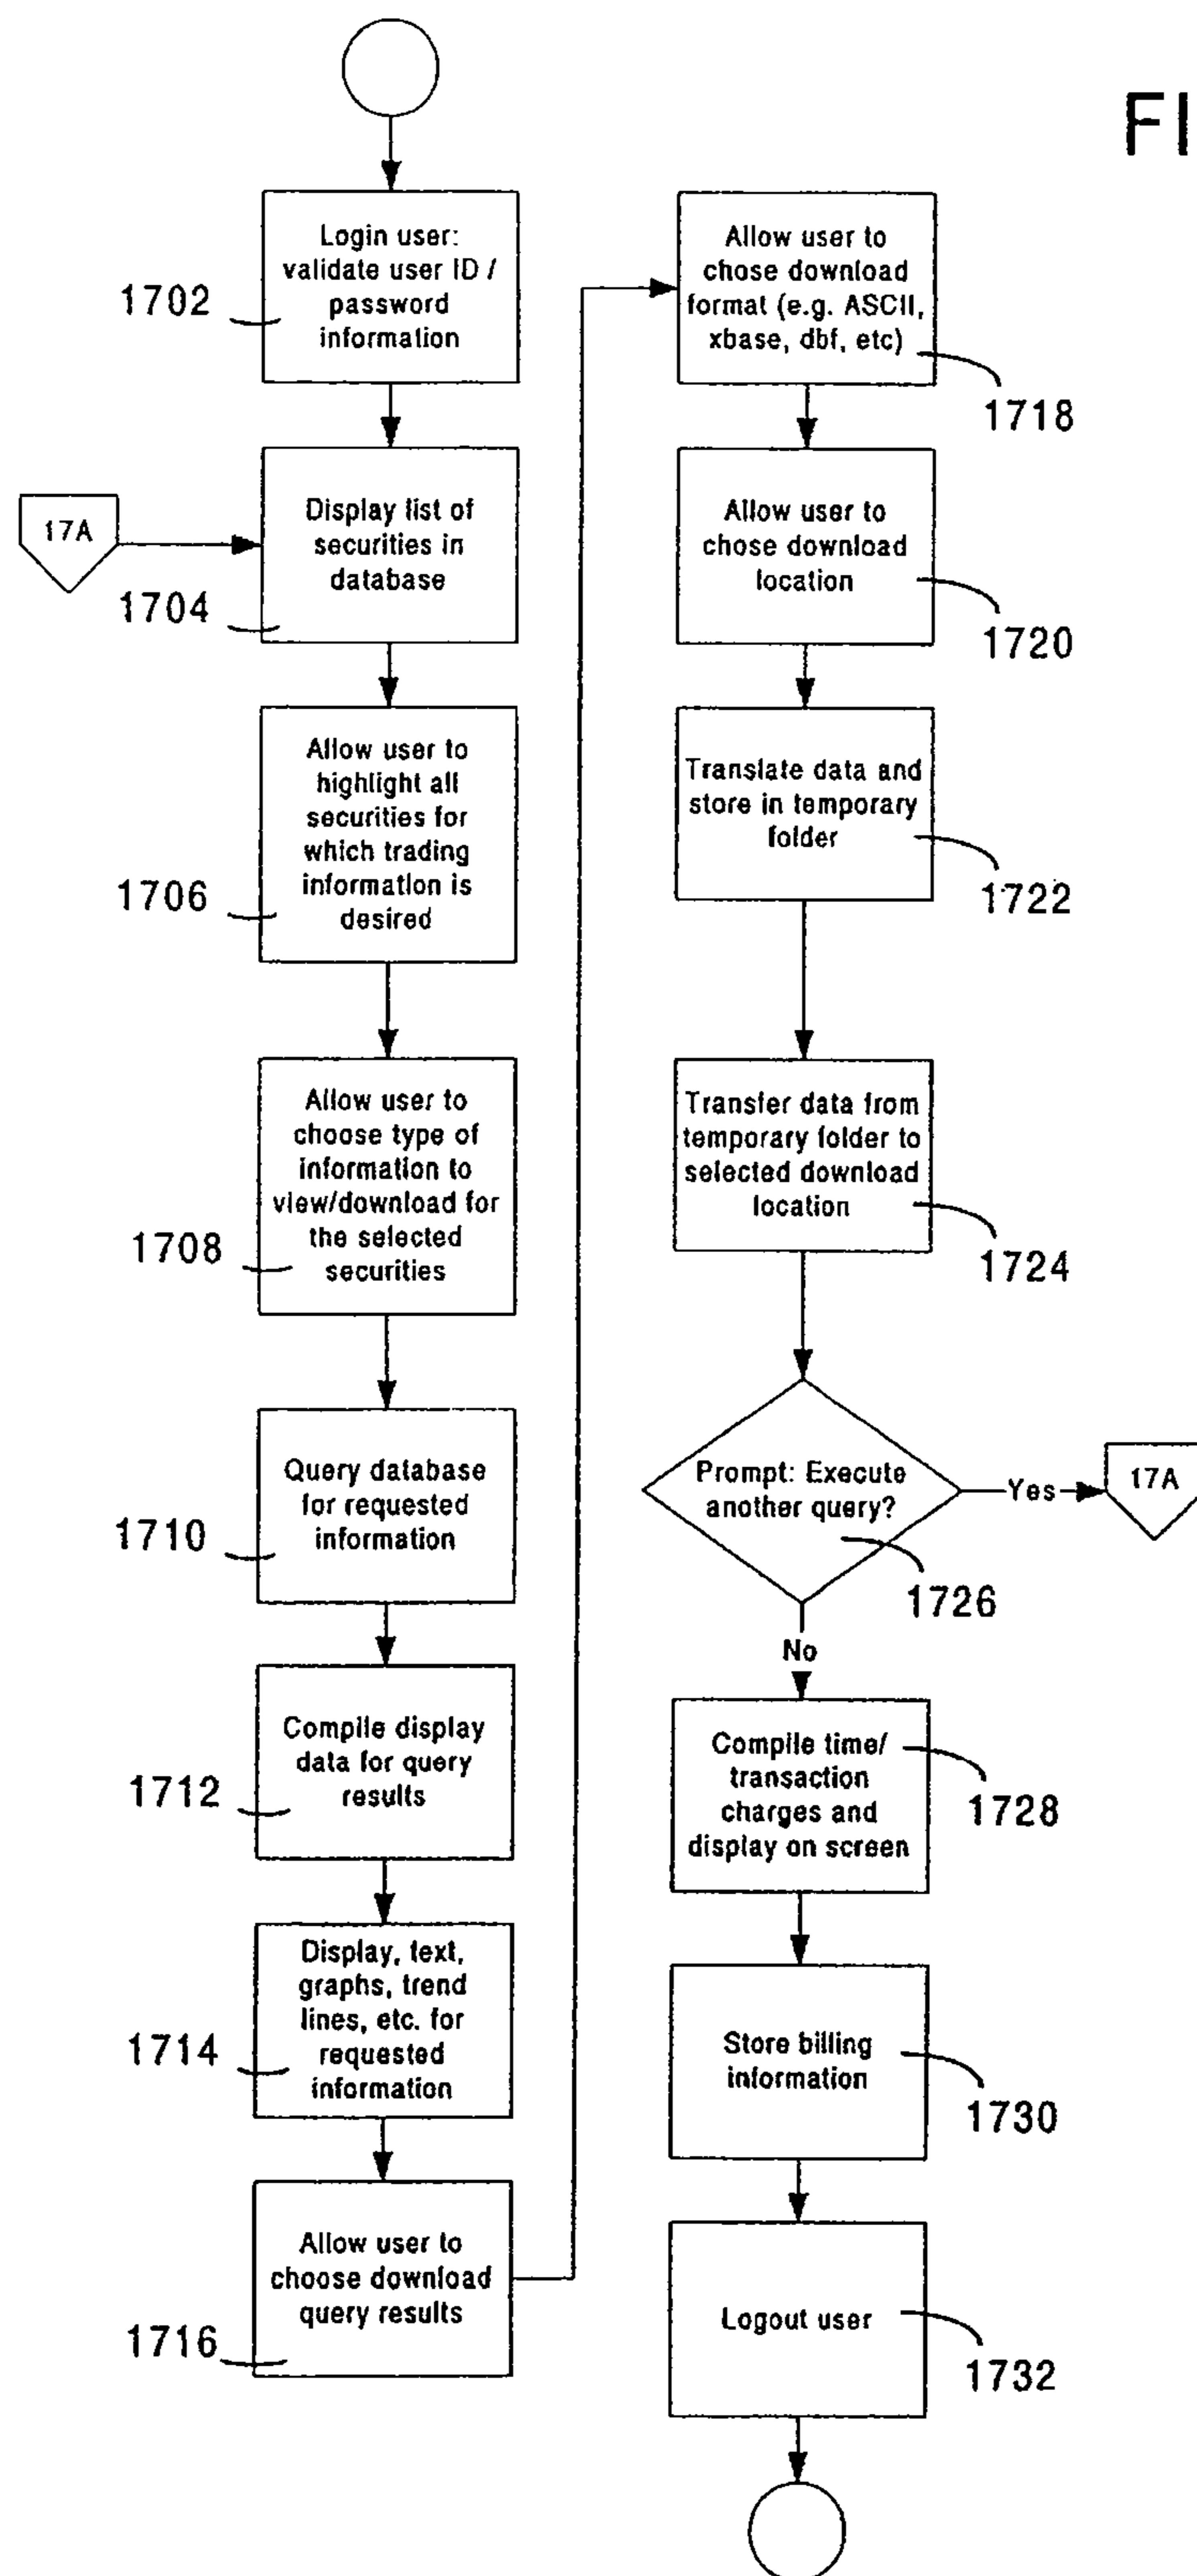 FI
Login user:
validate user ID /
password
information
1702
17A
Display list of
securities in
database
1704
Allow user to
highlight all
securities for
which trading
information is
desired
1706
Allow user to
choose type of
information to
view/download for
the selected
securities
1708
Query database
for requested
information
1710
Compile display
data for query
results
1712
Display, text,
graphs, trend
lines, etc. for
requested
information
1714
Allow user to
choose download
query results
1716
Allow user to
chose download
format (e.g. ASCII,
xbase, dbf, etc)
1718
Allow user to
chose download
location
1720
Translate data and
store in temporary
folder
1722
Transfer data from
temporary folder to
selected download
location
1724
Prompt: Execute
another query?
Yes
17A
1726
No
Compile time/
transaction
charges and
display on screen
1728
Store billing
information
1730
Logout user
1732